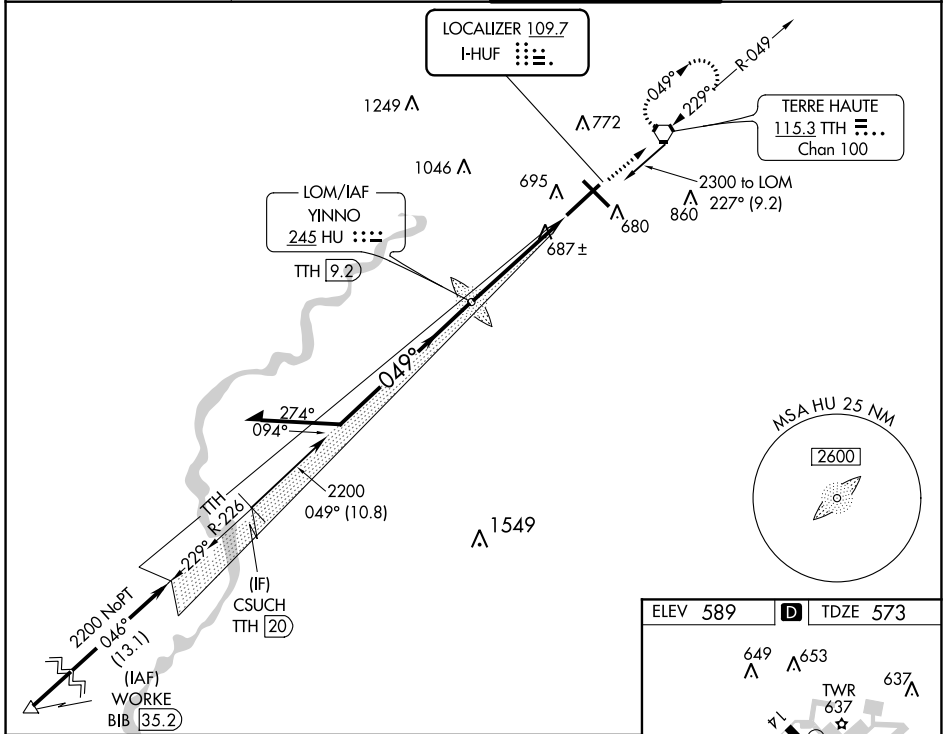 LOCALIZER 109.7
I-HUF
R-049
049°
229°
1249
772
TERRE HAUTE
115.3 TTH
Chan 100
1046
695
2300 to LOM
227° (9.2)
860
680
LOM/IAF
YINNO
245 HU
TTH 9.2
687 ±
049°
274°
094°
MSA HU 25 NM
2600
2200
049° (10.8)
TTH
R-226
229°
1549
(IF)
CSUCH
TTH 20
2200 NoPT
046°
(13.1)
(IAF)
WORKE
BIB 35.2
ELEV 589
D
TDZE 573
649
653
637
TWR
637
14